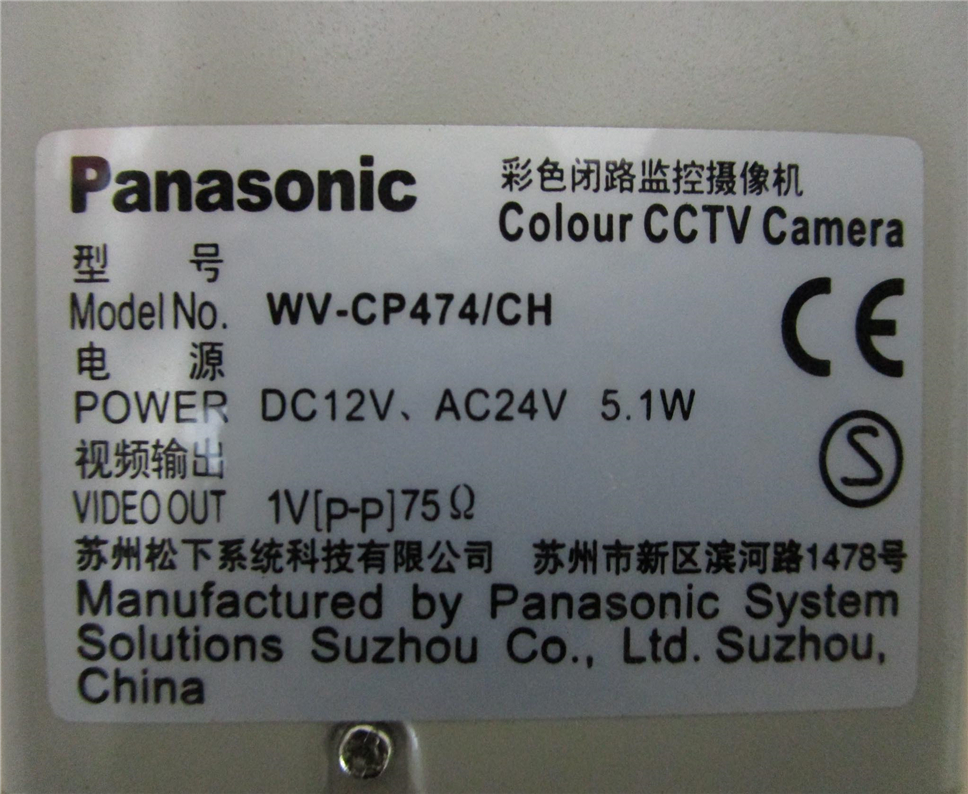 Panasonic
彩色闭路监控摄像机
Colour CCTV Camera
型 号
Model No. WV-CP474/CH
CE
电 源
POWER DC12V、AC24V 5.1W
S
视频输出
VIDEO OUT 1V[p-p]75Ω
苏州松下系统科技有限公司 苏州市新区滨河路1478号
Manufactured by Panasonic System
Solutions Suzhou Co., Ltd. Suzhou,
China